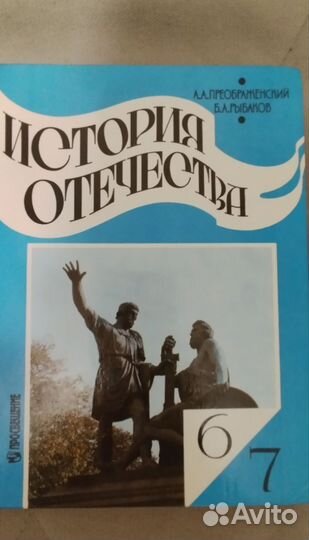 А.А.ПРЕОБРАЖЕНСКИЙ
Б.А.РЫБАКОВ
ИСТОРИЯ
ОТЕЧЕСТВА
ПРОСВЕЩЕНИЕ
6
7
Avito